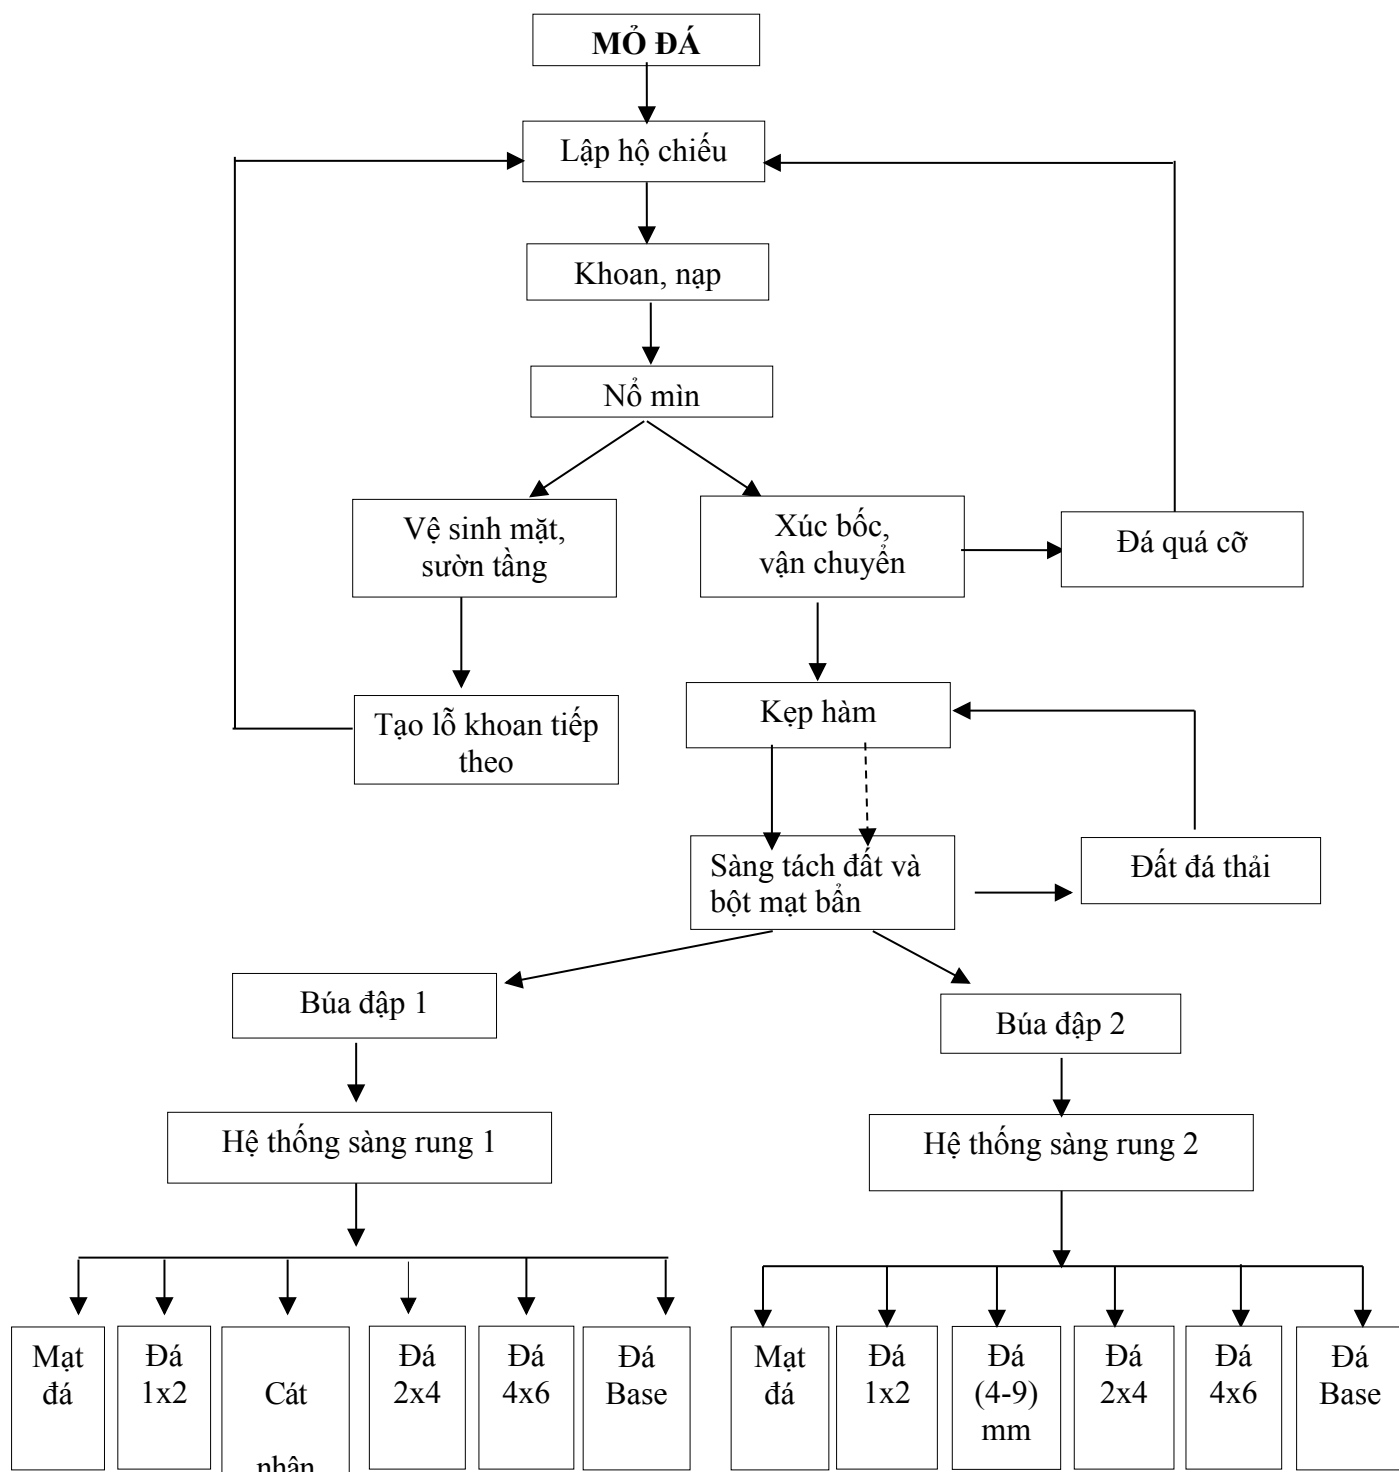 MỎ ĐÁ
Lập hộ chiếu
Khoan, nạp
Nổ mìn
Vệ sinh mặt,
sườn tầng
Xúc bốc,
vận chuyển
Đá quá cỡ
Tạo lỗ khoan tiếp
theo
Kẹp hàm
Sàng tách đất và
bột mạt bẩn
Đất đá thải
Búa đập 1
Búa đập 2
Hệ thống sàng rung 1
Hệ thống sàng rung 2
Mạt
đá
Đá
1x2
Cát
nhân
Đá
2x4
Đá
4x6
Đá
Base
Mạt
đá
Đá
1x2
Đá
(4-9)
mm
Đá
2x4
Đá
4x6
Đá
Base